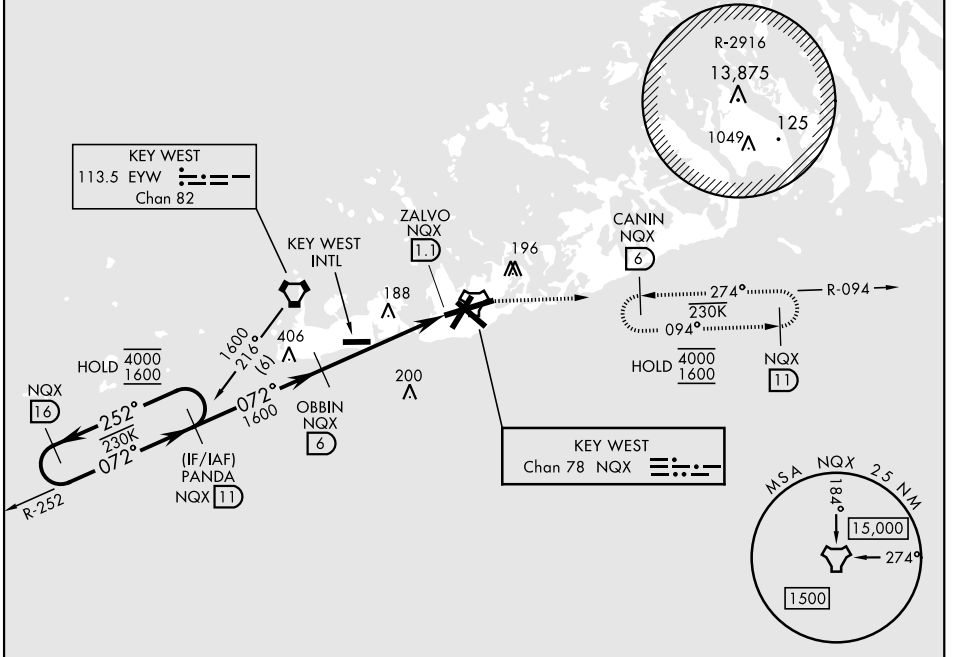 R-2916
13,875
1049
125
KEY WEST
113.5 EYW
Chan 82
ZALVO
NQX
1.1
KEY WEST
INTL
196
CANIN
NQX
6
188
274°
230K
094°
R-094
HOLD 4000
1600
NQX
11
1600
216°
(6)
406
HOLD 4000
1600
NQX
16
252°
230K
072°
R-252
072°
1600
200
OBBIN
NQX
6
(IF/IAF)
PANDA
NQX 11
KEY WEST
Chan 78 NQX
MSA NQX 25 NM
184°
15,000
274°
1500